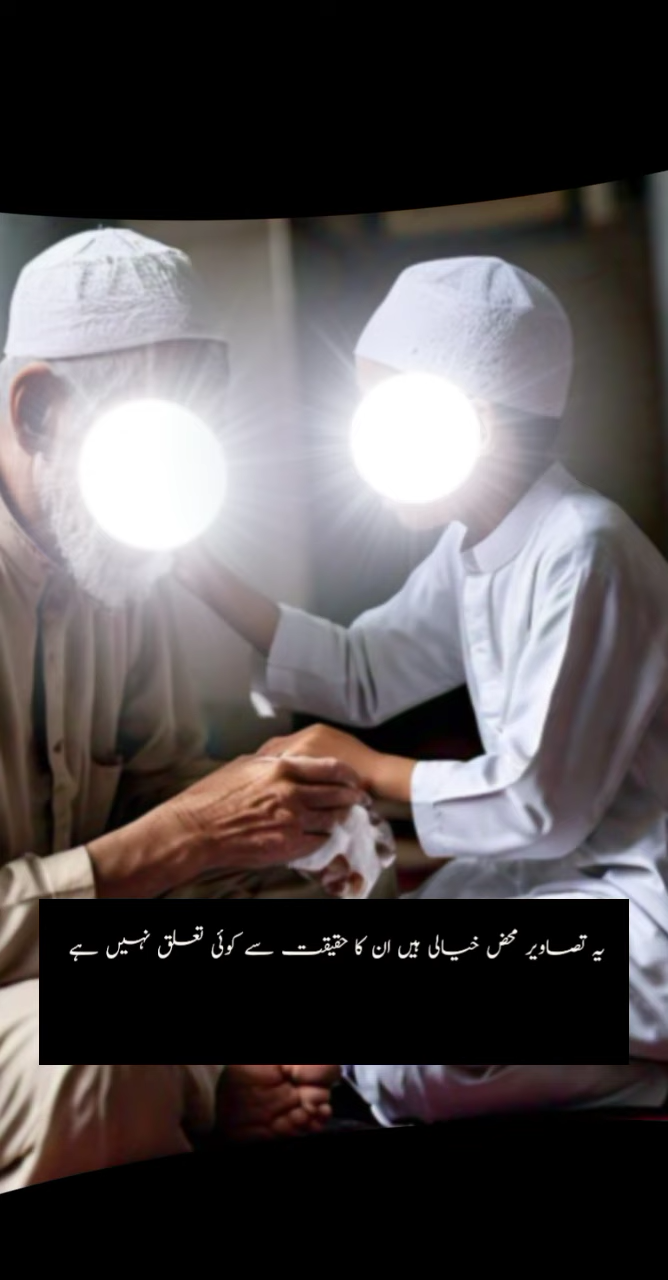 یہ تصاویر محض خیالی ہیں ان کا حقیقت سے کوئی تعلق نہیں ہے